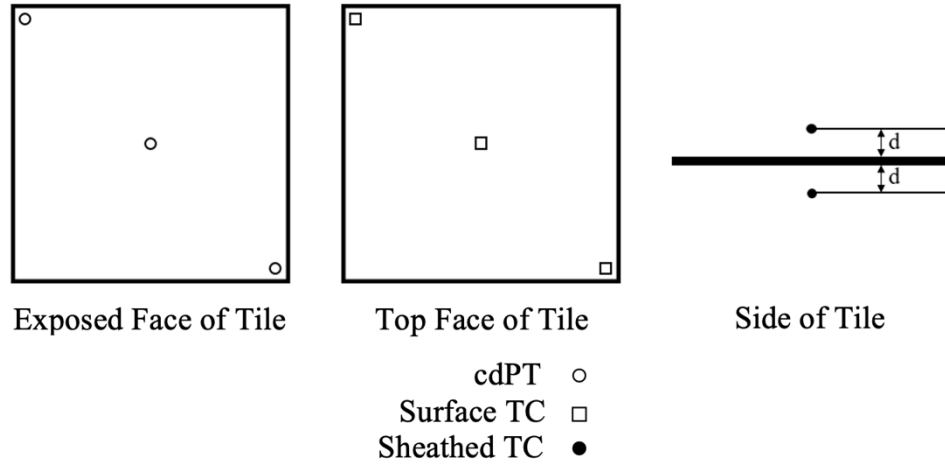 d
d
Exposed Face of Tile
Top Face of Tile
Side of Tile
cdPT
Surface TC
Sheathed TC